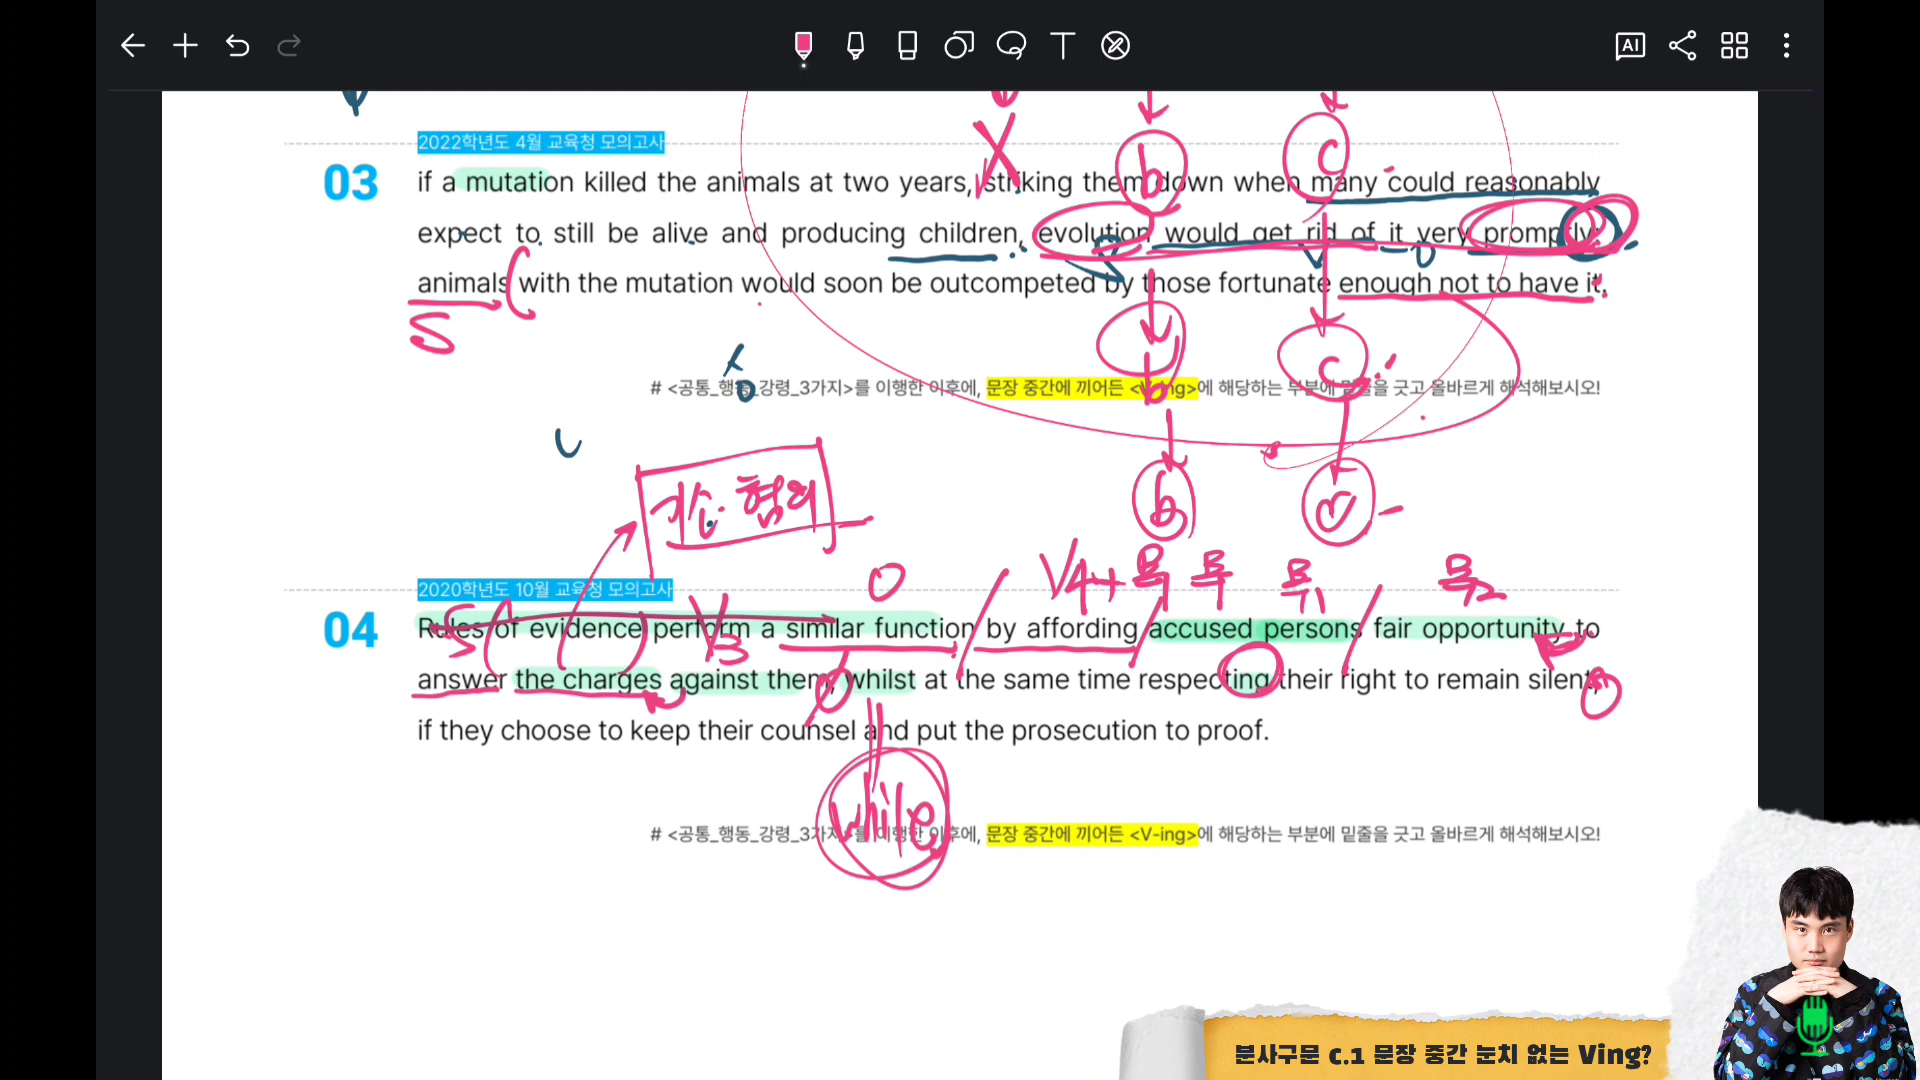 AI
2022학년도 4월 교육청 모의고사
03 if a mutation killed the animals at two years, striking them down when many could reasonably
expect to still be alive and producing children, evolution would get rid of it very promptly:
animals with the mutation would soon be outcompeted by those fortunate enough not to have it.
b
c
S
b
c
# <공통_행동_강령_3가지>를 이행한 이후에, 문장 중간에 끼어든 <V-ing>에 해당하는 부분에 밑줄을 긋고 올바르게 해석해보시오!
기소 혐의
b
2020학년도 10월 교육청 모의고사
S V3 O V4 목1 목2
04 Rules of evidence perform a similar function by affording accused persons fair opportunity to
answer the charges against them, whilst at the same time respecting their right to remain silent,
if they choose to keep their counsel and put the prosecution to proof.
while
# <공통_행동_강령_3가지>를 이행한 이후에, 문장 중간에 끼어든 <V-ing>에 해당하는 부분에 밑줄을 긋고 올바르게 해석해보시오!
분사구문 C.1 문장 중간 눈치 없는 Ving?